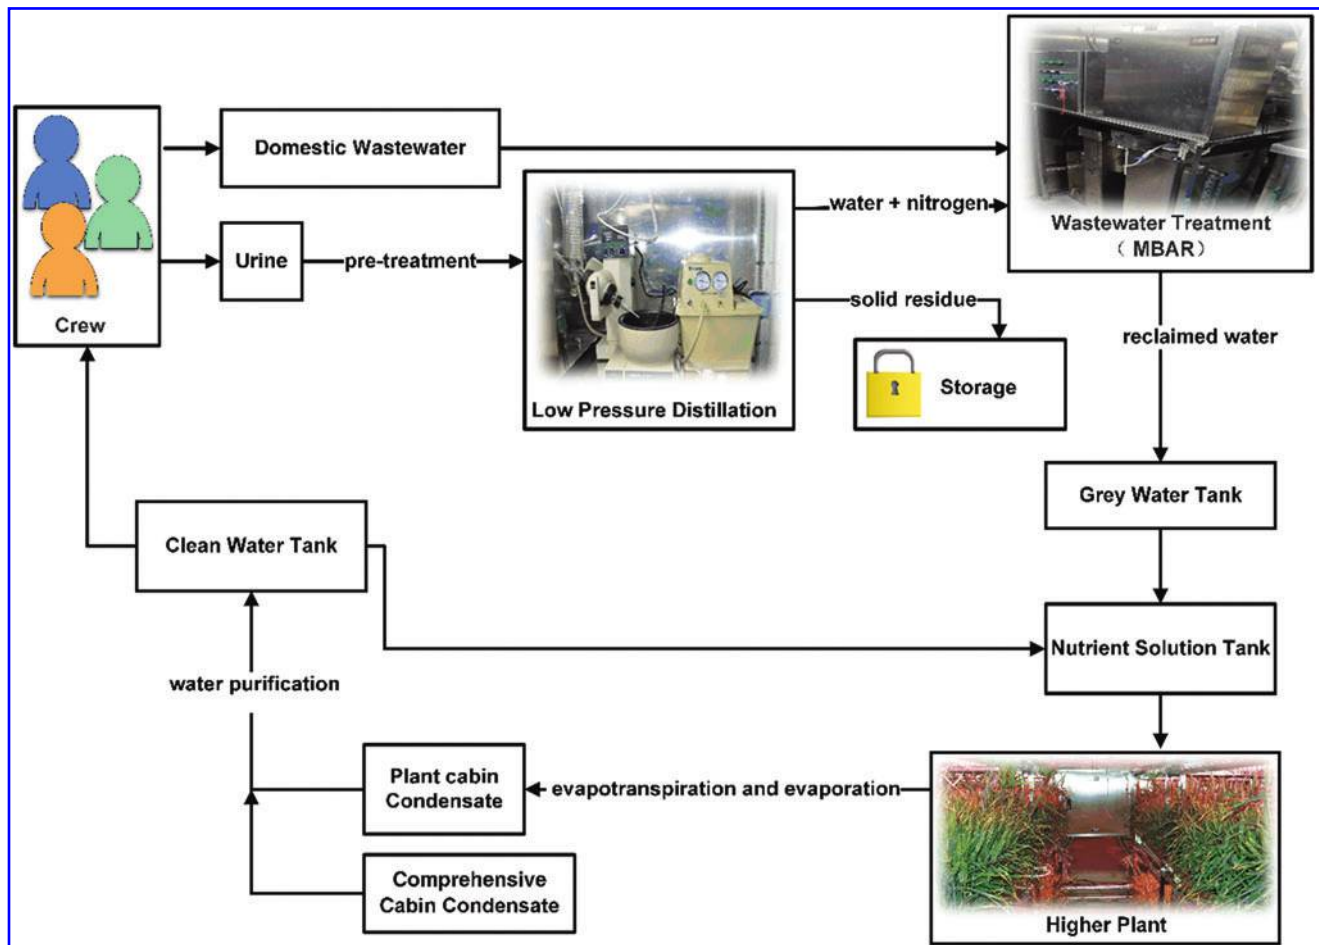 Domestic Wastewater
Crew
Urine
pre-treatment
Low Pressure Distillation
water + nitrogen
solid residue
Storage
Wastewater Treatment
( MBAR)
reclaimed water
Grey Water Tank
Clean Water Tank
Nutrient Solution Tank
water purification
Plant cabin
Condensate
evapotranspiration and evaporation
Comprehensive
Cabin Condensate
Higher Plant